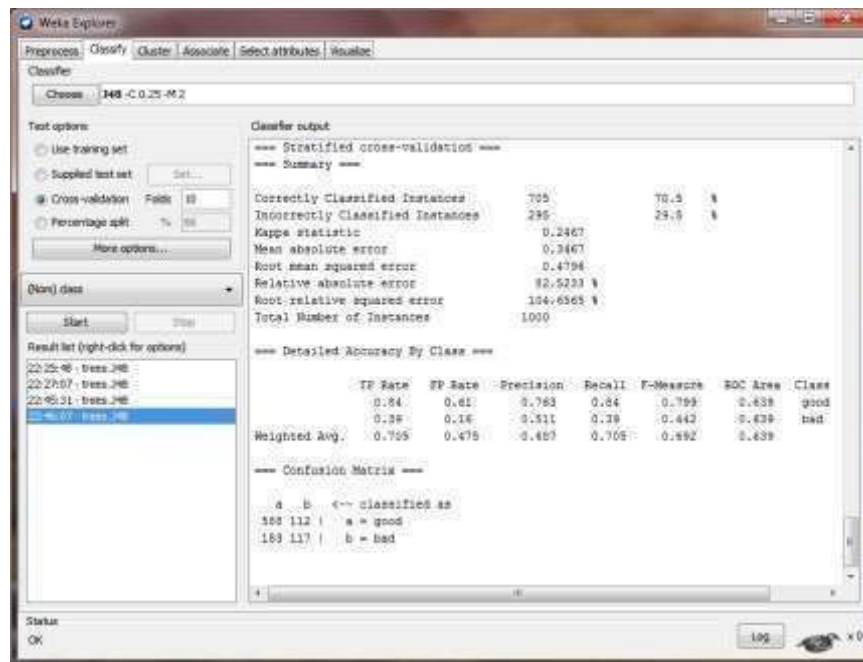 Weka Explorer
Preprocess Classify Cluster Associate Select attributes Visualize
Classifier
Choose J48 -C 0.25 -M 2
Test options
Use training set
Supplied test set Set...
Cross-validation Folds 10
Percentage split %
More options...
(Nom) class
Start Stop
Result list (right-click for options)
22:25:48 - trees.J48
22:27:07 - trees.J48
22:45:31 - trees.J48
22:46:07 - trees.J48
Classifier output
=== Stratified cross-validation ===
=== Summary ===
Correctly Classified Instances 705 70.5 %
Incorrectly Classified Instances 295 29.5 %
Kappa statistic 0.2467
Mean absolute error 0.3467
Root mean squared error 0.4796
Relative absolute error 82.5233 %
Root relative squared error 104.6565 %
Total Number of Instances 1000
=== Detailed Accuracy By Class ===
TP Rate FP Rate Precision Recall F-Measure ROC Area Class
0.84 0.61 0.763 0.84 0.799 0.639 good
0.39 0.16 0.511 0.39 0.442 0.639 bad
Weighted Avg. 0.705 0.475 0.687 0.705 0.692 0.639
=== Confusion Matrix ===
a b <-- classified as
588 112 | a = good
183 117 | b = bad
Status
OK
Log
x 0